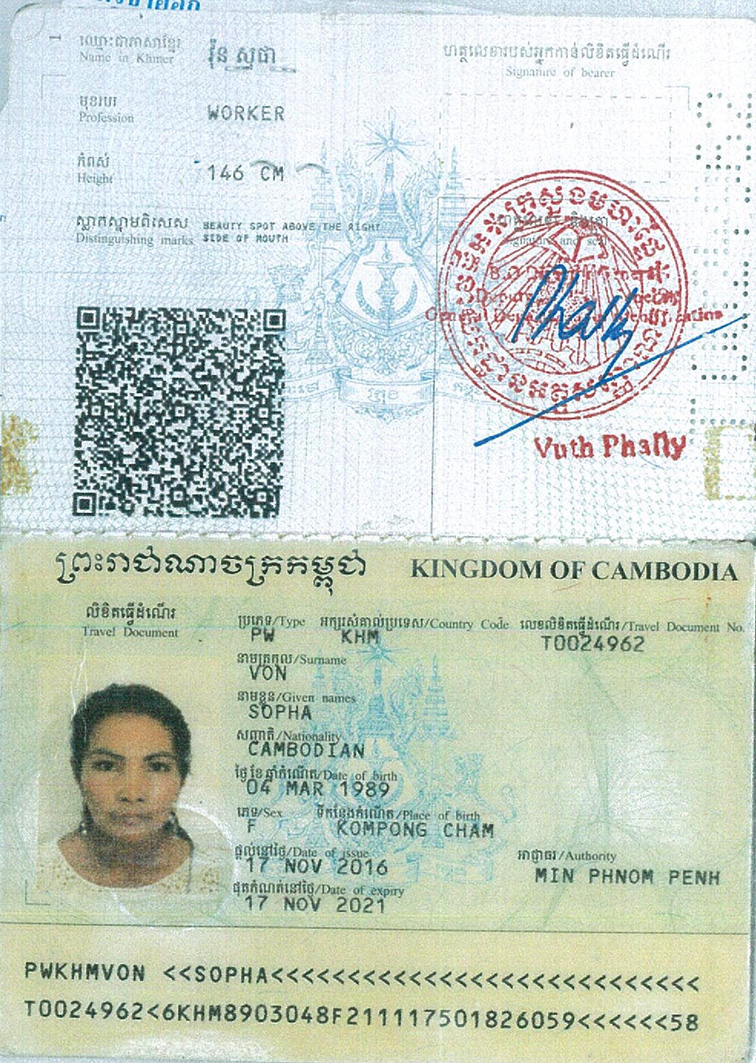 ឈ្មោះជាភាសាខ្មែរ
Name in Khmer
វ៉ុន សុផា
ហត្ថលេខារបស់អ្នកកាន់លិខិតធ្វើដំណើរ
Signature of bearer
មុខរបរ
Profession
WORKER
កំពស់
Height
146 CM
ស្លាកស្នាមពិសេស
Distinguishing marks
BEAUTY SPOT ABOVE THE RIGHT
SIDE OF MOUTH
Phally
Vuth Phally
ព្រះរាជាណាចក្រកម្ពុជា KINGDOM OF CAMBODIA
លិខិតធ្វើដំណើរ
Travel Document
ប្រភេទ/Type អក្សរសំគាល់ប្រទេស/Country Code លេខលិខិតធ្វើដំណើរ/Travel Document No.
PW KHM T0024962
នាមត្រកូល/Surname
VON
នាមខ្លួន/Given names
SOPHA
សញ្ជាតិ/Nationality
CAMBODIAN
ថ្ងៃខែឆ្នាំកំណើត/Date of birth
04 MAR 1989
ភេទ/Sex ទីកន្លែងកំណើត/Place of birth
F KOMPONG CHAM
ផ្តល់នៅថ្ងៃ/Date of issue អាជ្ញាធរ/Authority
17 NOV 2016 MIN PHNOM PENH
ផុតកំណត់នៅថ្ងៃ/Date of expiry
17 NOV 2021
PWKHMVON <<SOPHA<<<<<<<<<<<<<<<<<<<<<<<<<<<<
T0024962<6KHM8903048F211117501826059<<<<<<58